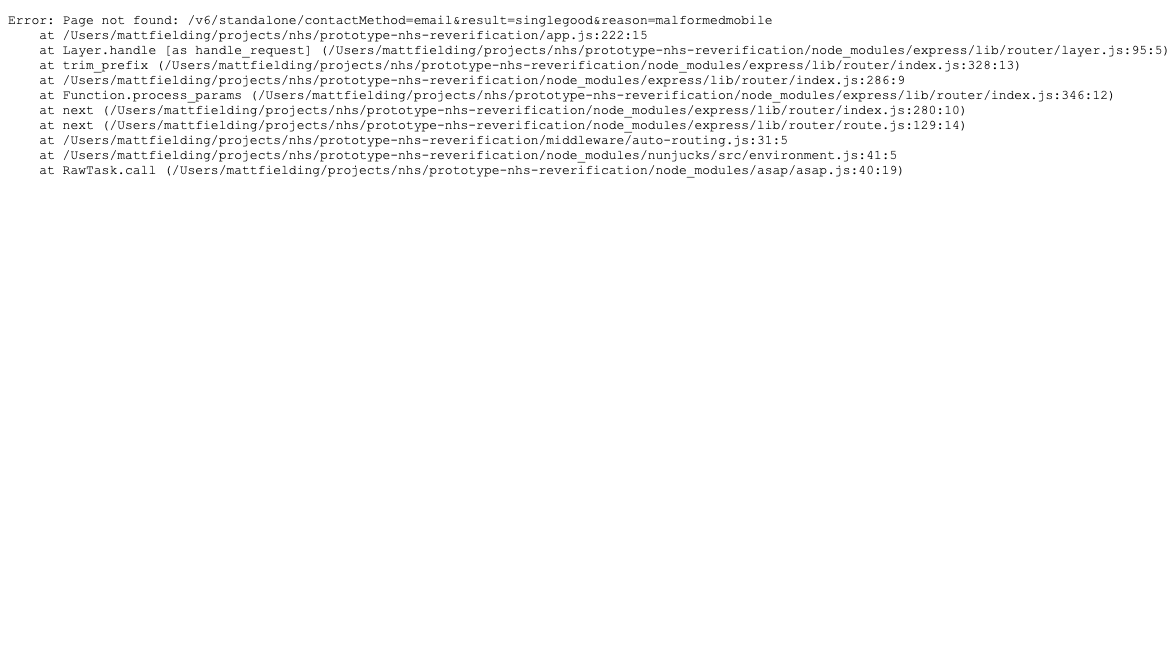 Error: Page not found: /v6/standalone/contactMethod=email&result=singlegood&reason=malformedmobile
    at /Users/mattfielding/projects/nhs/prototype-nhs-reverification/app.js:222:15
    at Layer.handle [as handle_request] (/Users/mattfielding/projects/nhs/prototype-nhs-reverification/node_modules/express/lib/router/layer.js:95:5)
    at trim_prefix (/Users/mattfielding/projects/nhs/prototype-nhs-reverification/node_modules/express/lib/router/index.js:328:13)
    at /Users/mattfielding/projects/nhs/prototype-nhs-reverification/node_modules/express/lib/router/index.js:286:9
    at Function.process_params (/Users/mattfielding/projects/nhs/prototype-nhs-reverification/node_modules/express/lib/router/index.js:346:12)
    at next (/Users/mattfielding/projects/nhs/prototype-nhs-reverification/node_modules/express/lib/router/index.js:280:10)
    at next (/Users/mattfielding/projects/nhs/prototype-nhs-reverification/node_modules/express/lib/router/route.js:129:14)
    at /Users/mattfielding/projects/nhs/prototype-nhs-reverification/middleware/auto-routing.js:31:5
    at /Users/mattfielding/projects/nhs/prototype-nhs-reverification/node_modules/nunjucks/src/environment.js:41:5
    at RawTask.call (/Users/mattfielding/projects/nhs/prototype-nhs-reverification/node_modules/asap/asap.js:40:19)